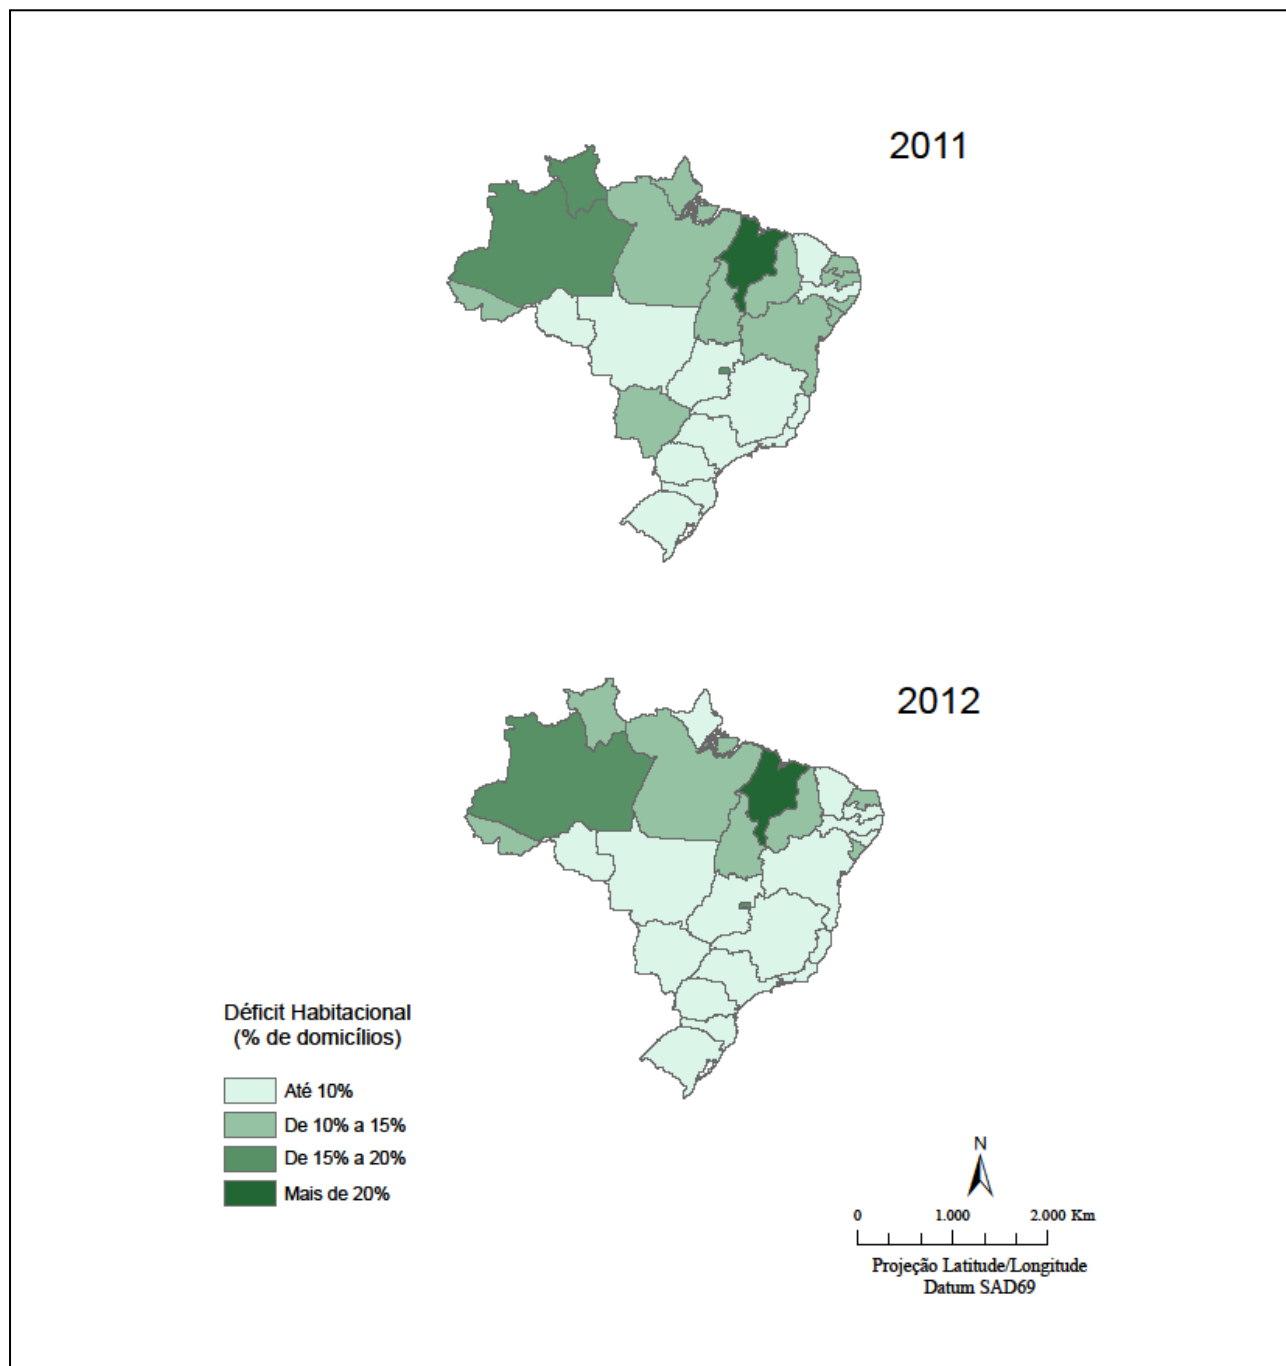 2011
2012
Déficit Habitacional
(% de domicílios)
Até 10%
De 10% a 15%
De 15% a 20%
Mais de 20%
N
0 1.000 2.000 Km
Projeção Latitude/Longitude
Datum SAD69